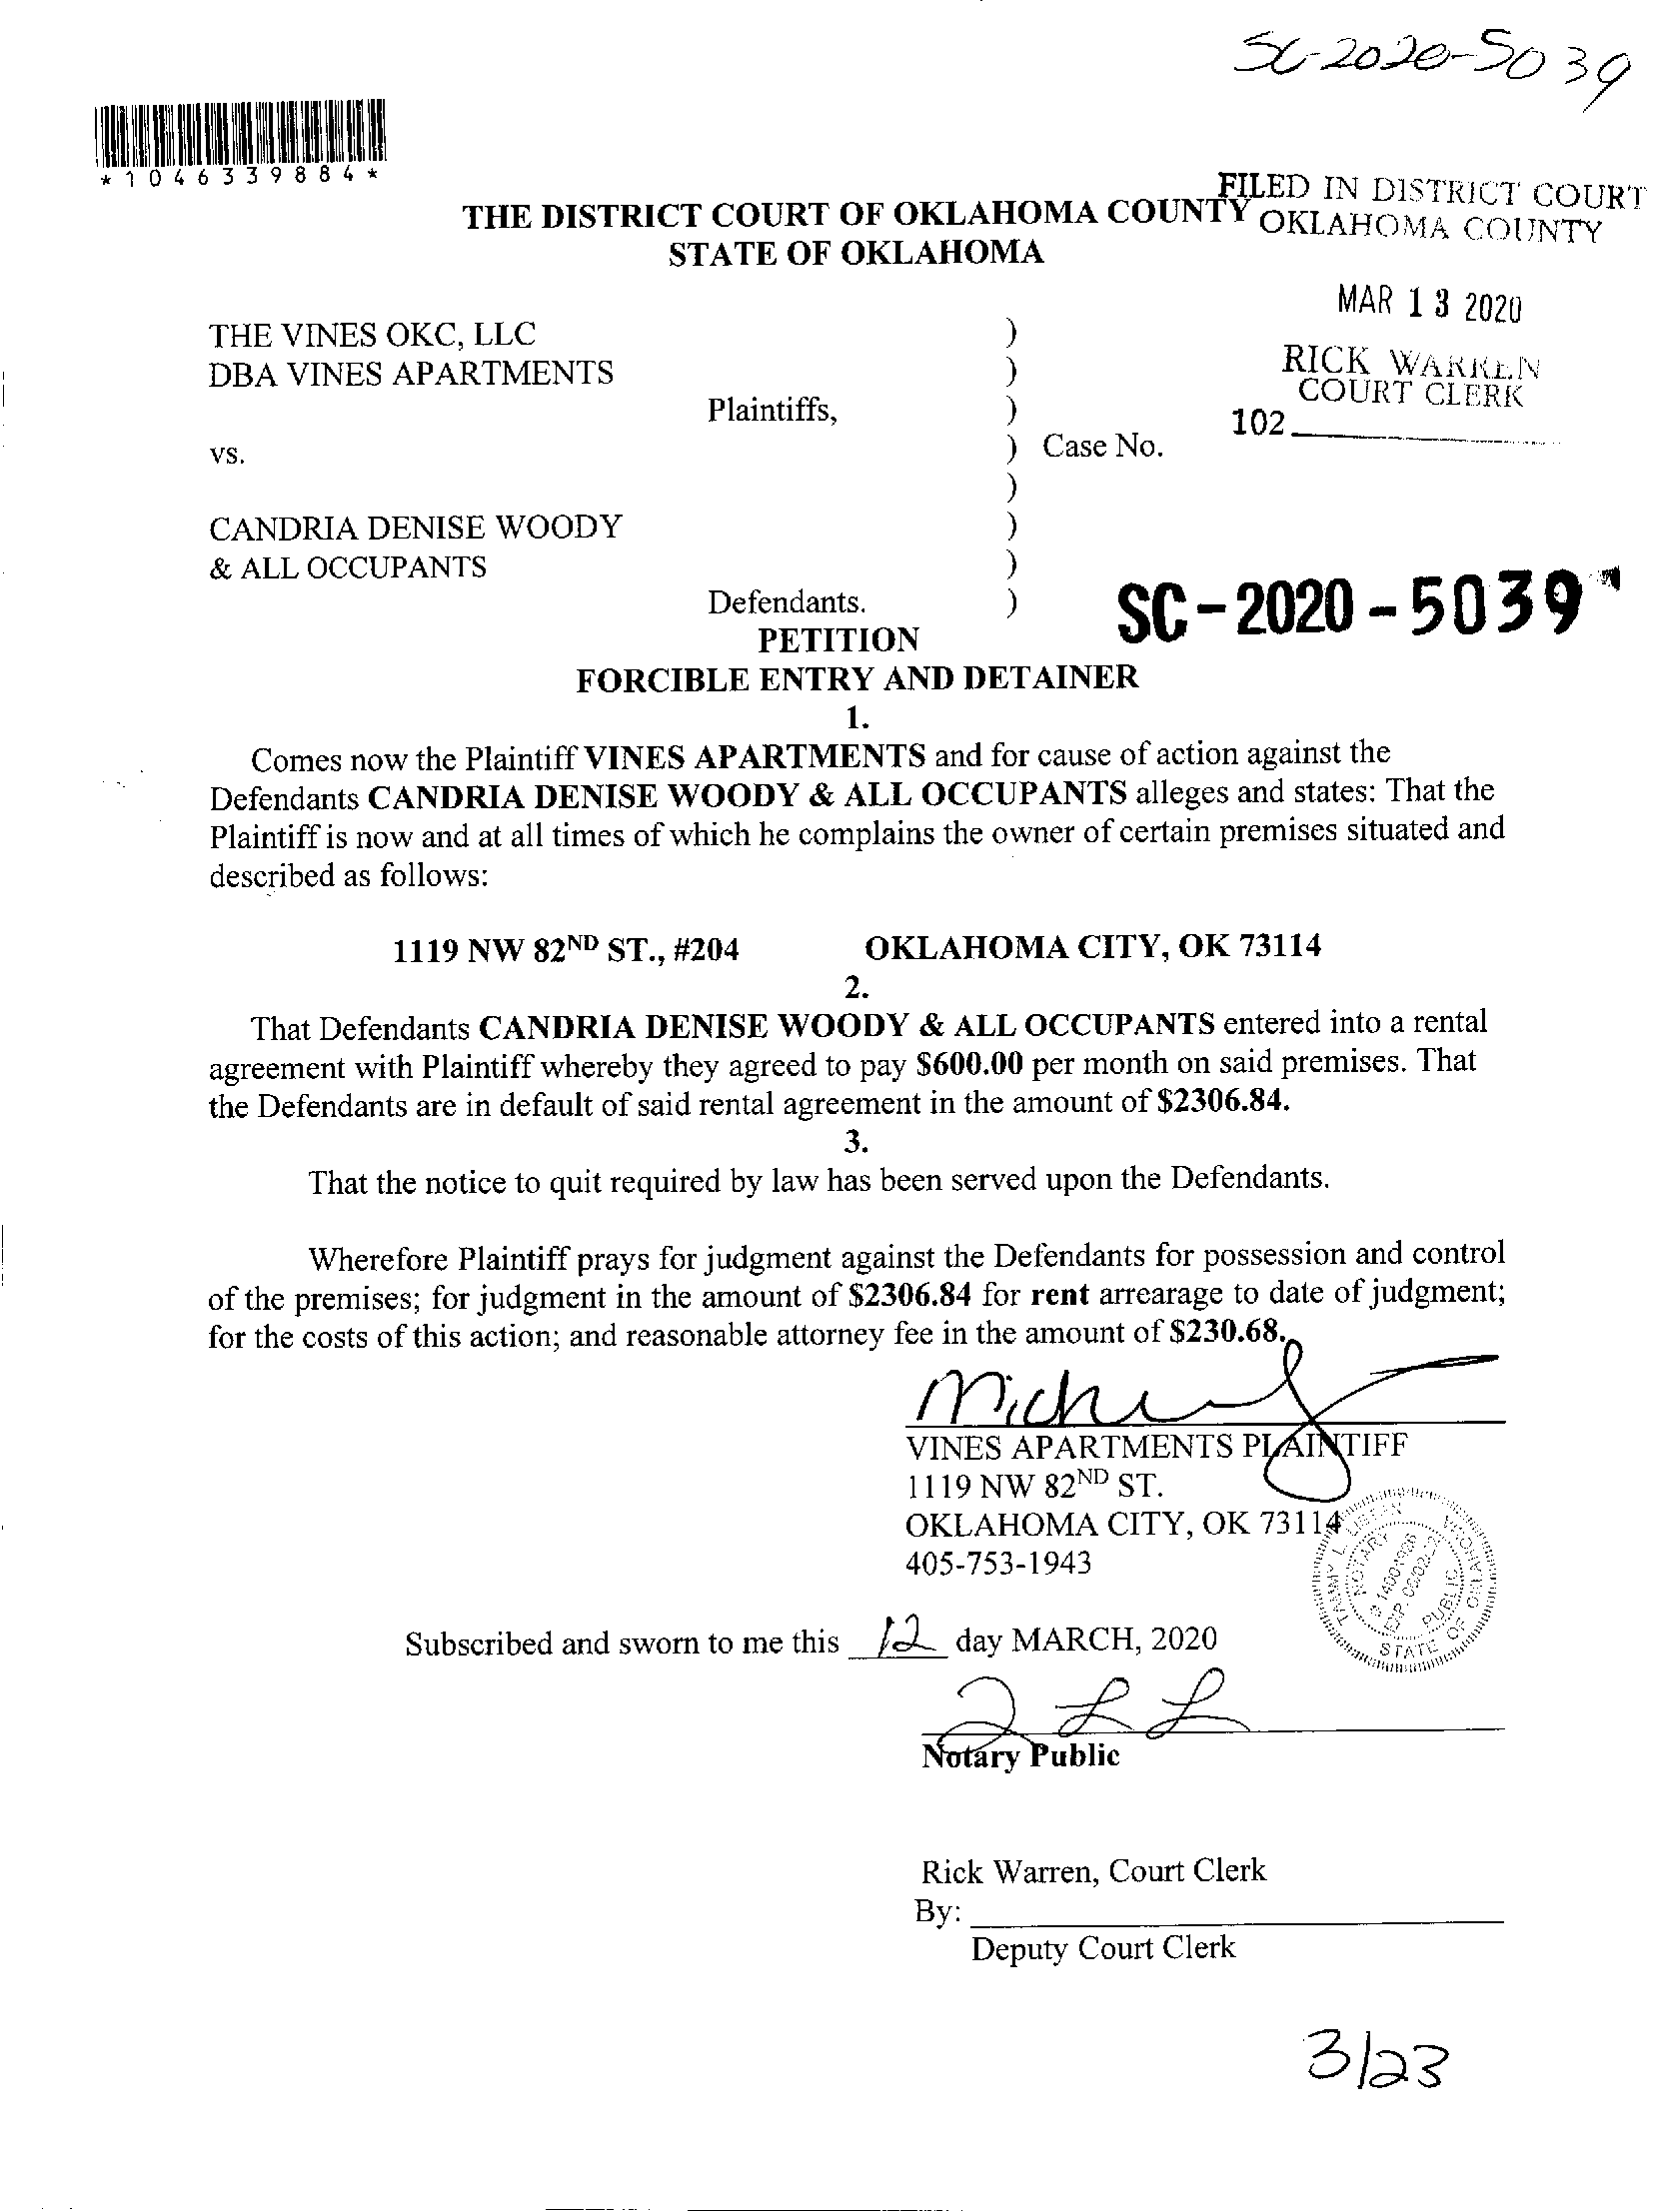 SC-2020-5039
*1046339884*
FILED IN DISTRICT COURT
OKLAHOMA COUNTY
THE DISTRICT COURT OF OKLAHOMA COUNTY
STATE OF OKLAHOMA
MAR 13 2020
RICK WARREN
COURT CLERK
102
THE VINES OKC, LLC )
DBA VINES APARTMENTS )
Plaintiffs, )
vs. ) Case No.
)
CANDRIA DENISE WOODY )
& ALL OCCUPANTS )
Defendants. )
SC-2020-5039
PETITION
FORCIBLE ENTRY AND DETAINER
1.
Comes now the Plaintiff VINES APARTMENTS and for cause of action against the
Defendants CANDRIA DENISE WOODY & ALL OCCUPANTS alleges and states: That the
Plaintiff is now and at all times of which he complains the owner of certain premises situated and
described as follows:
1119 NW 82ND ST., #204 OKLAHOMA CITY, OK 73114
2.
That Defendants CANDRIA DENISE WOODY & ALL OCCUPANTS entered into a rental
agreement with Plaintiff whereby they agreed to pay $600.00 per month on said premises. That
the Defendants are in default of said rental agreement in the amount of $2306.84.
3.
That the notice to quit required by law has been served upon the Defendants.
Wherefore Plaintiff prays for judgment against the Defendants for possession and control
of the premises; for judgment in the amount of $2306.84 for rent arrearage to date of judgment;
for the costs of this action; and reasonable attorney fee in the amount of $230.68.
VINES APARTMENTS PLAINTIFF
1119 NW 82ND ST.
OKLAHOMA CITY, OK 73114
405-753-1943
TAMMY L.
NOTARY
PUBLIC
STATE OF OKLAHOMA
Subscribed and sworn to me this 12 day MARCH, 2020
Notary Public
Rick Warren, Court Clerk
By:
Deputy Court Clerk
3/23